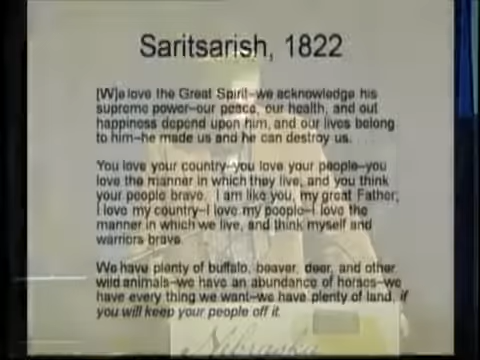 Saritsarish, 1822
[W]e love the Great Spirit–we acknowledge his
supreme power–our peace, our health, and out
happiness depend upon him, and our lives belong
to him–he made us and he can destroy us.
You love your country–you love your people–you
love the manner in which they live, and you think
your people brave. I am like you, my great Father,
I love my country–I love my people–I love the
manner in which we live, and think myself and
warriors brave.
We have plenty of buffalo, beaver, deer, and other
wild animals–we have an abundance of horses–we
have every thing we want–we have plenty of land, if
you will keep your people off it.
Nebraska